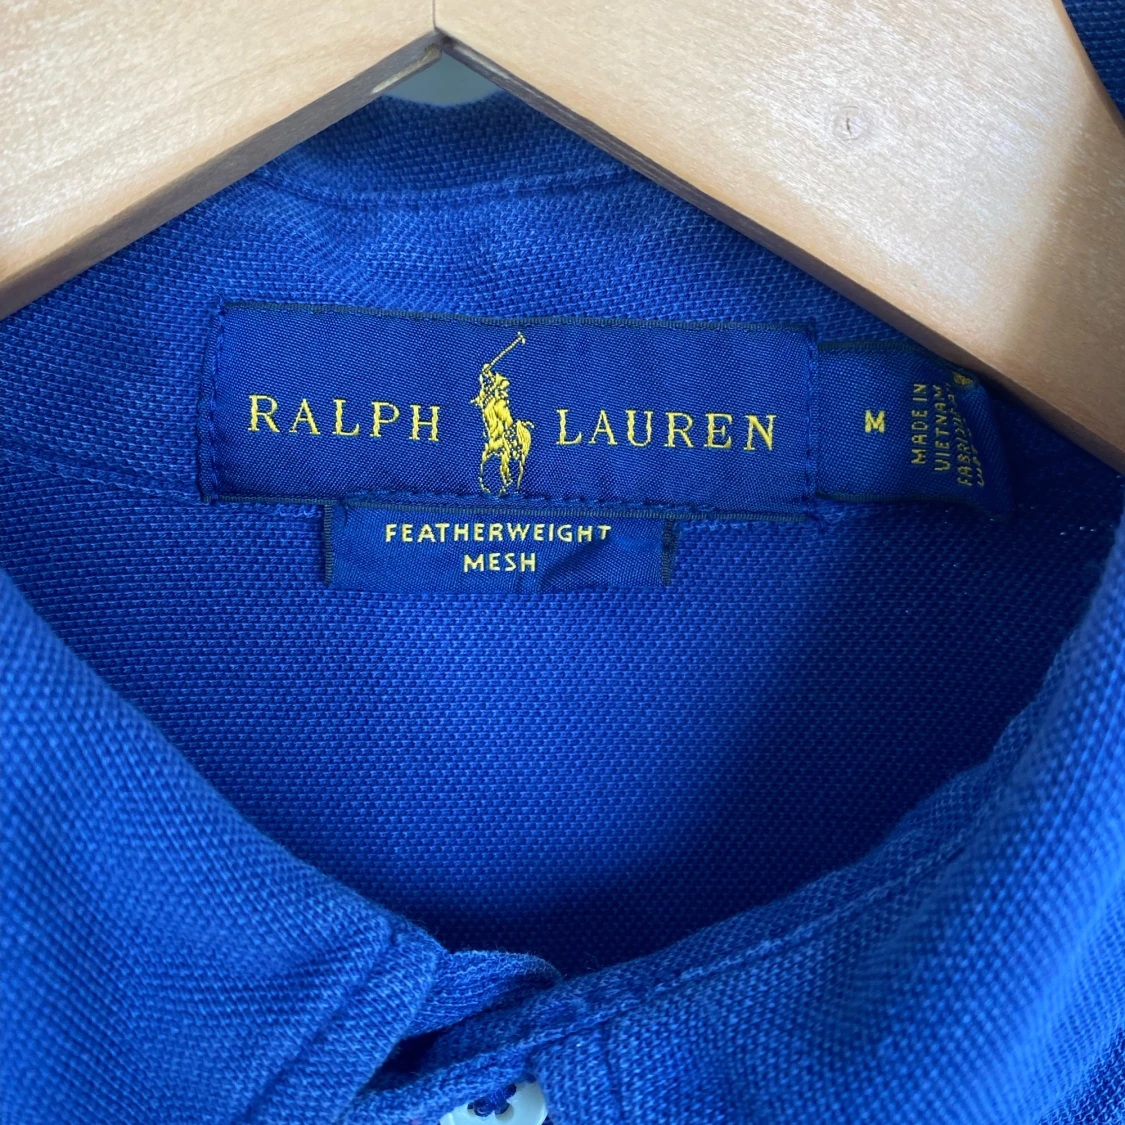 RALPH LAUREN
M
MADE IN
VIETNAM
FEATHERWEIGHT
MESH